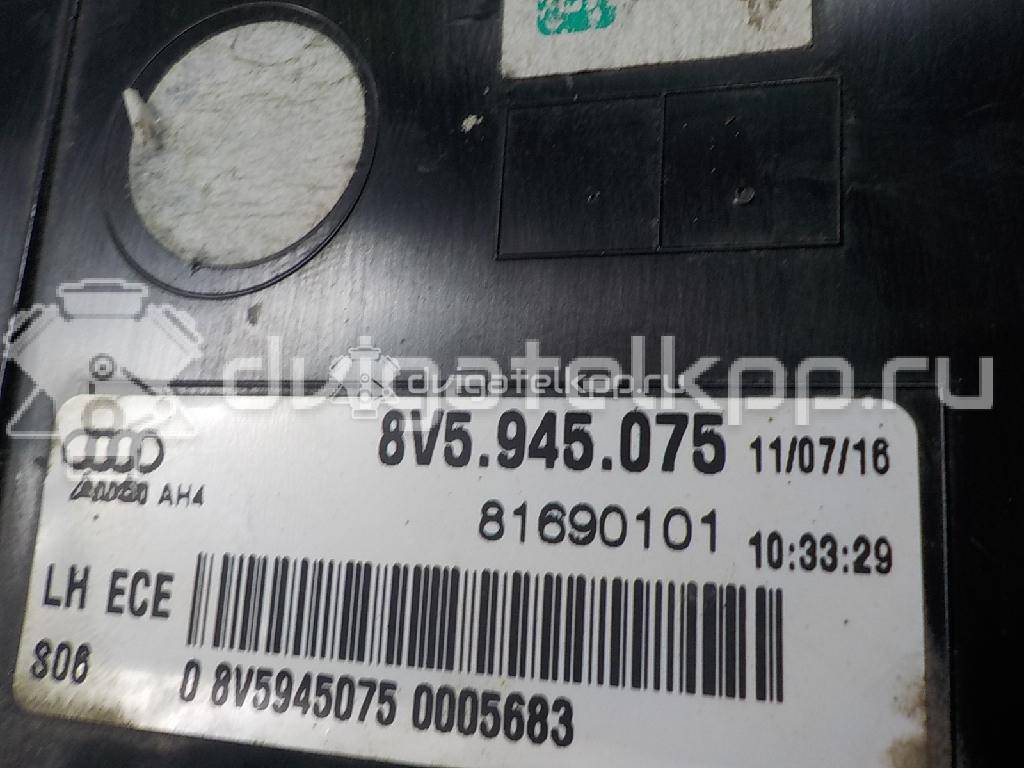 dvigatelkpp.ru
dvigatelkpp.ru
8V5.945.075 11/07/16
AH4
81690101 10:33:29
LH ECE
S06
0 8V5945075 0005683